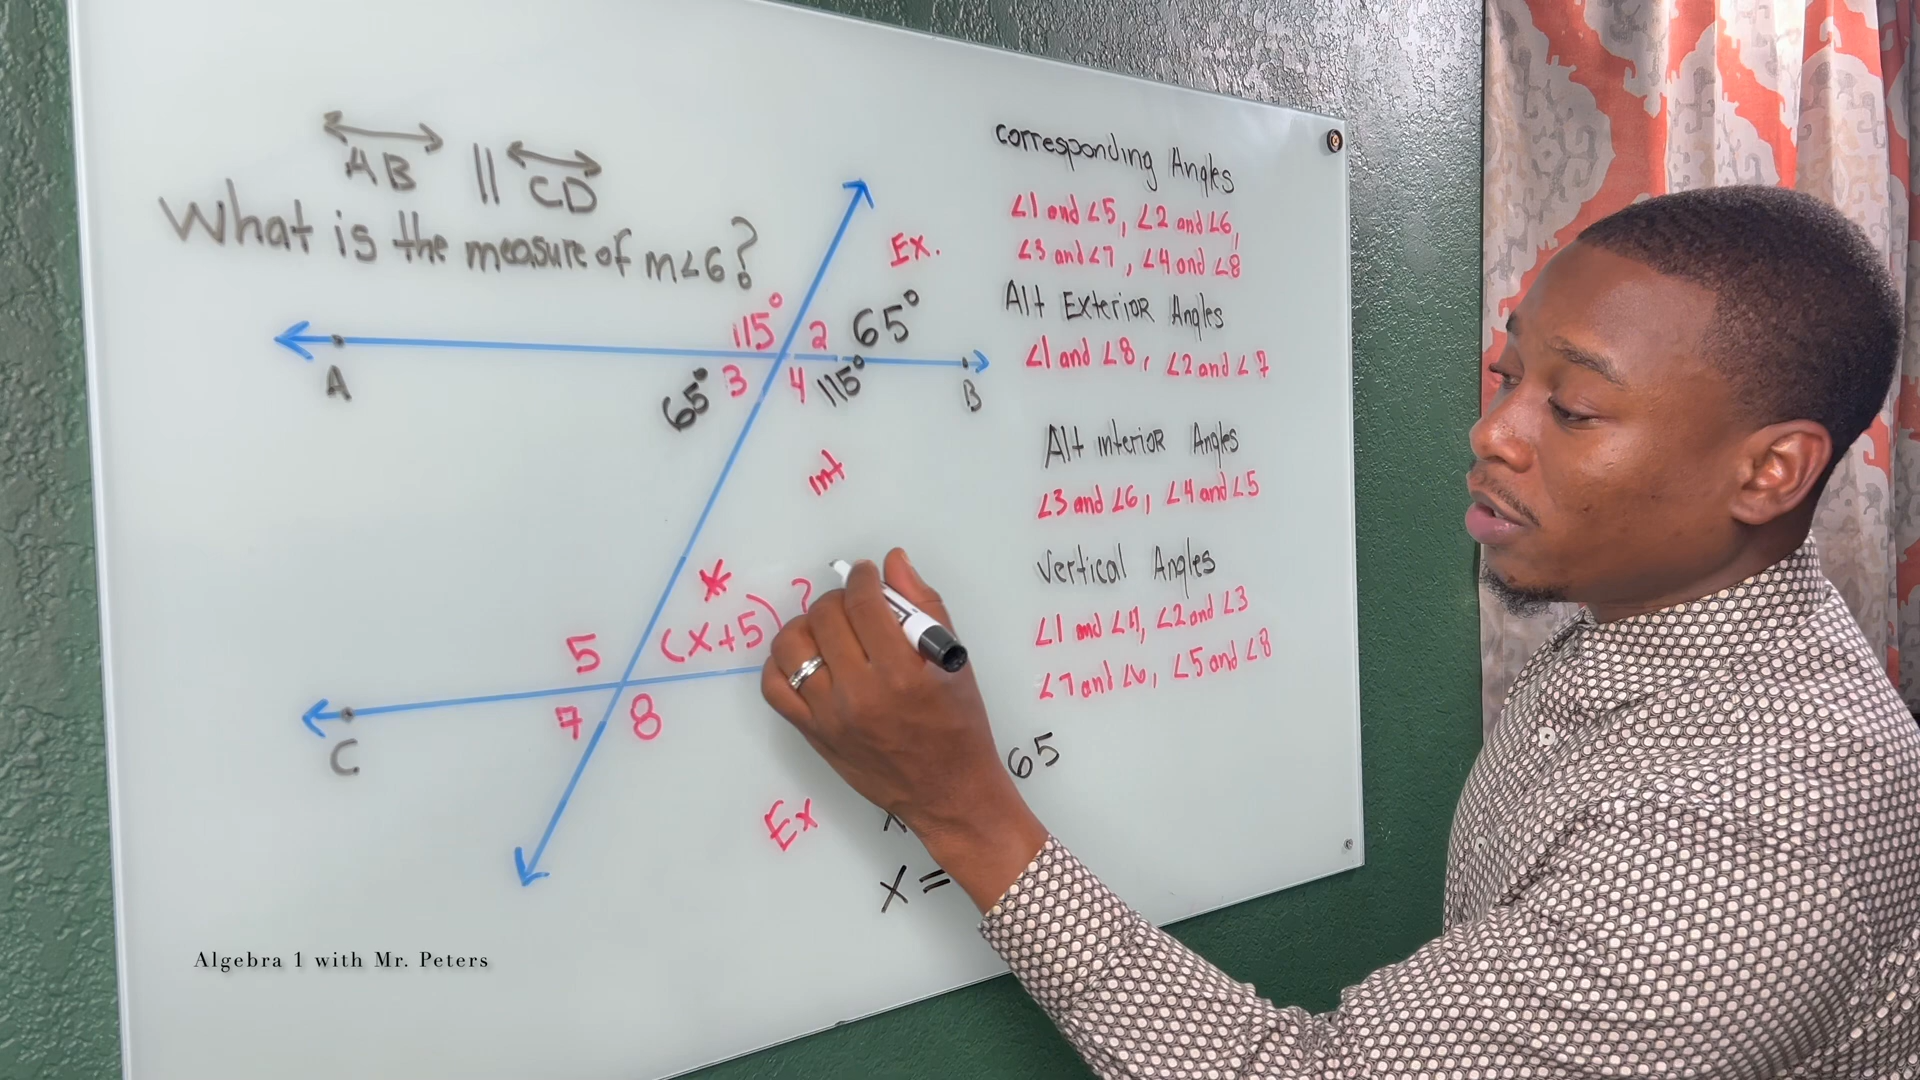 AB || CD
What is the measure of m∠6?
Ex.
115° 2 65°
65° 3 4 115°
A
B
Int
*
5 (x+5) ?
7 8
C
Ex
65
x
x =
corresponding Angles
∠1 and ∠5, ∠2 and ∠6,
∠3 and ∠7, ∠4 and ∠8
Alt Exterior Angles
∠1 and ∠8, ∠2 and ∠7
Alt interior Angles
∠3 and ∠6, ∠4 and ∠5
Vertical Angles
∠1 and ∠4, ∠2 and ∠3
∠7 and ∠6, ∠5 and ∠8
Algebra 1 with Mr. Peters